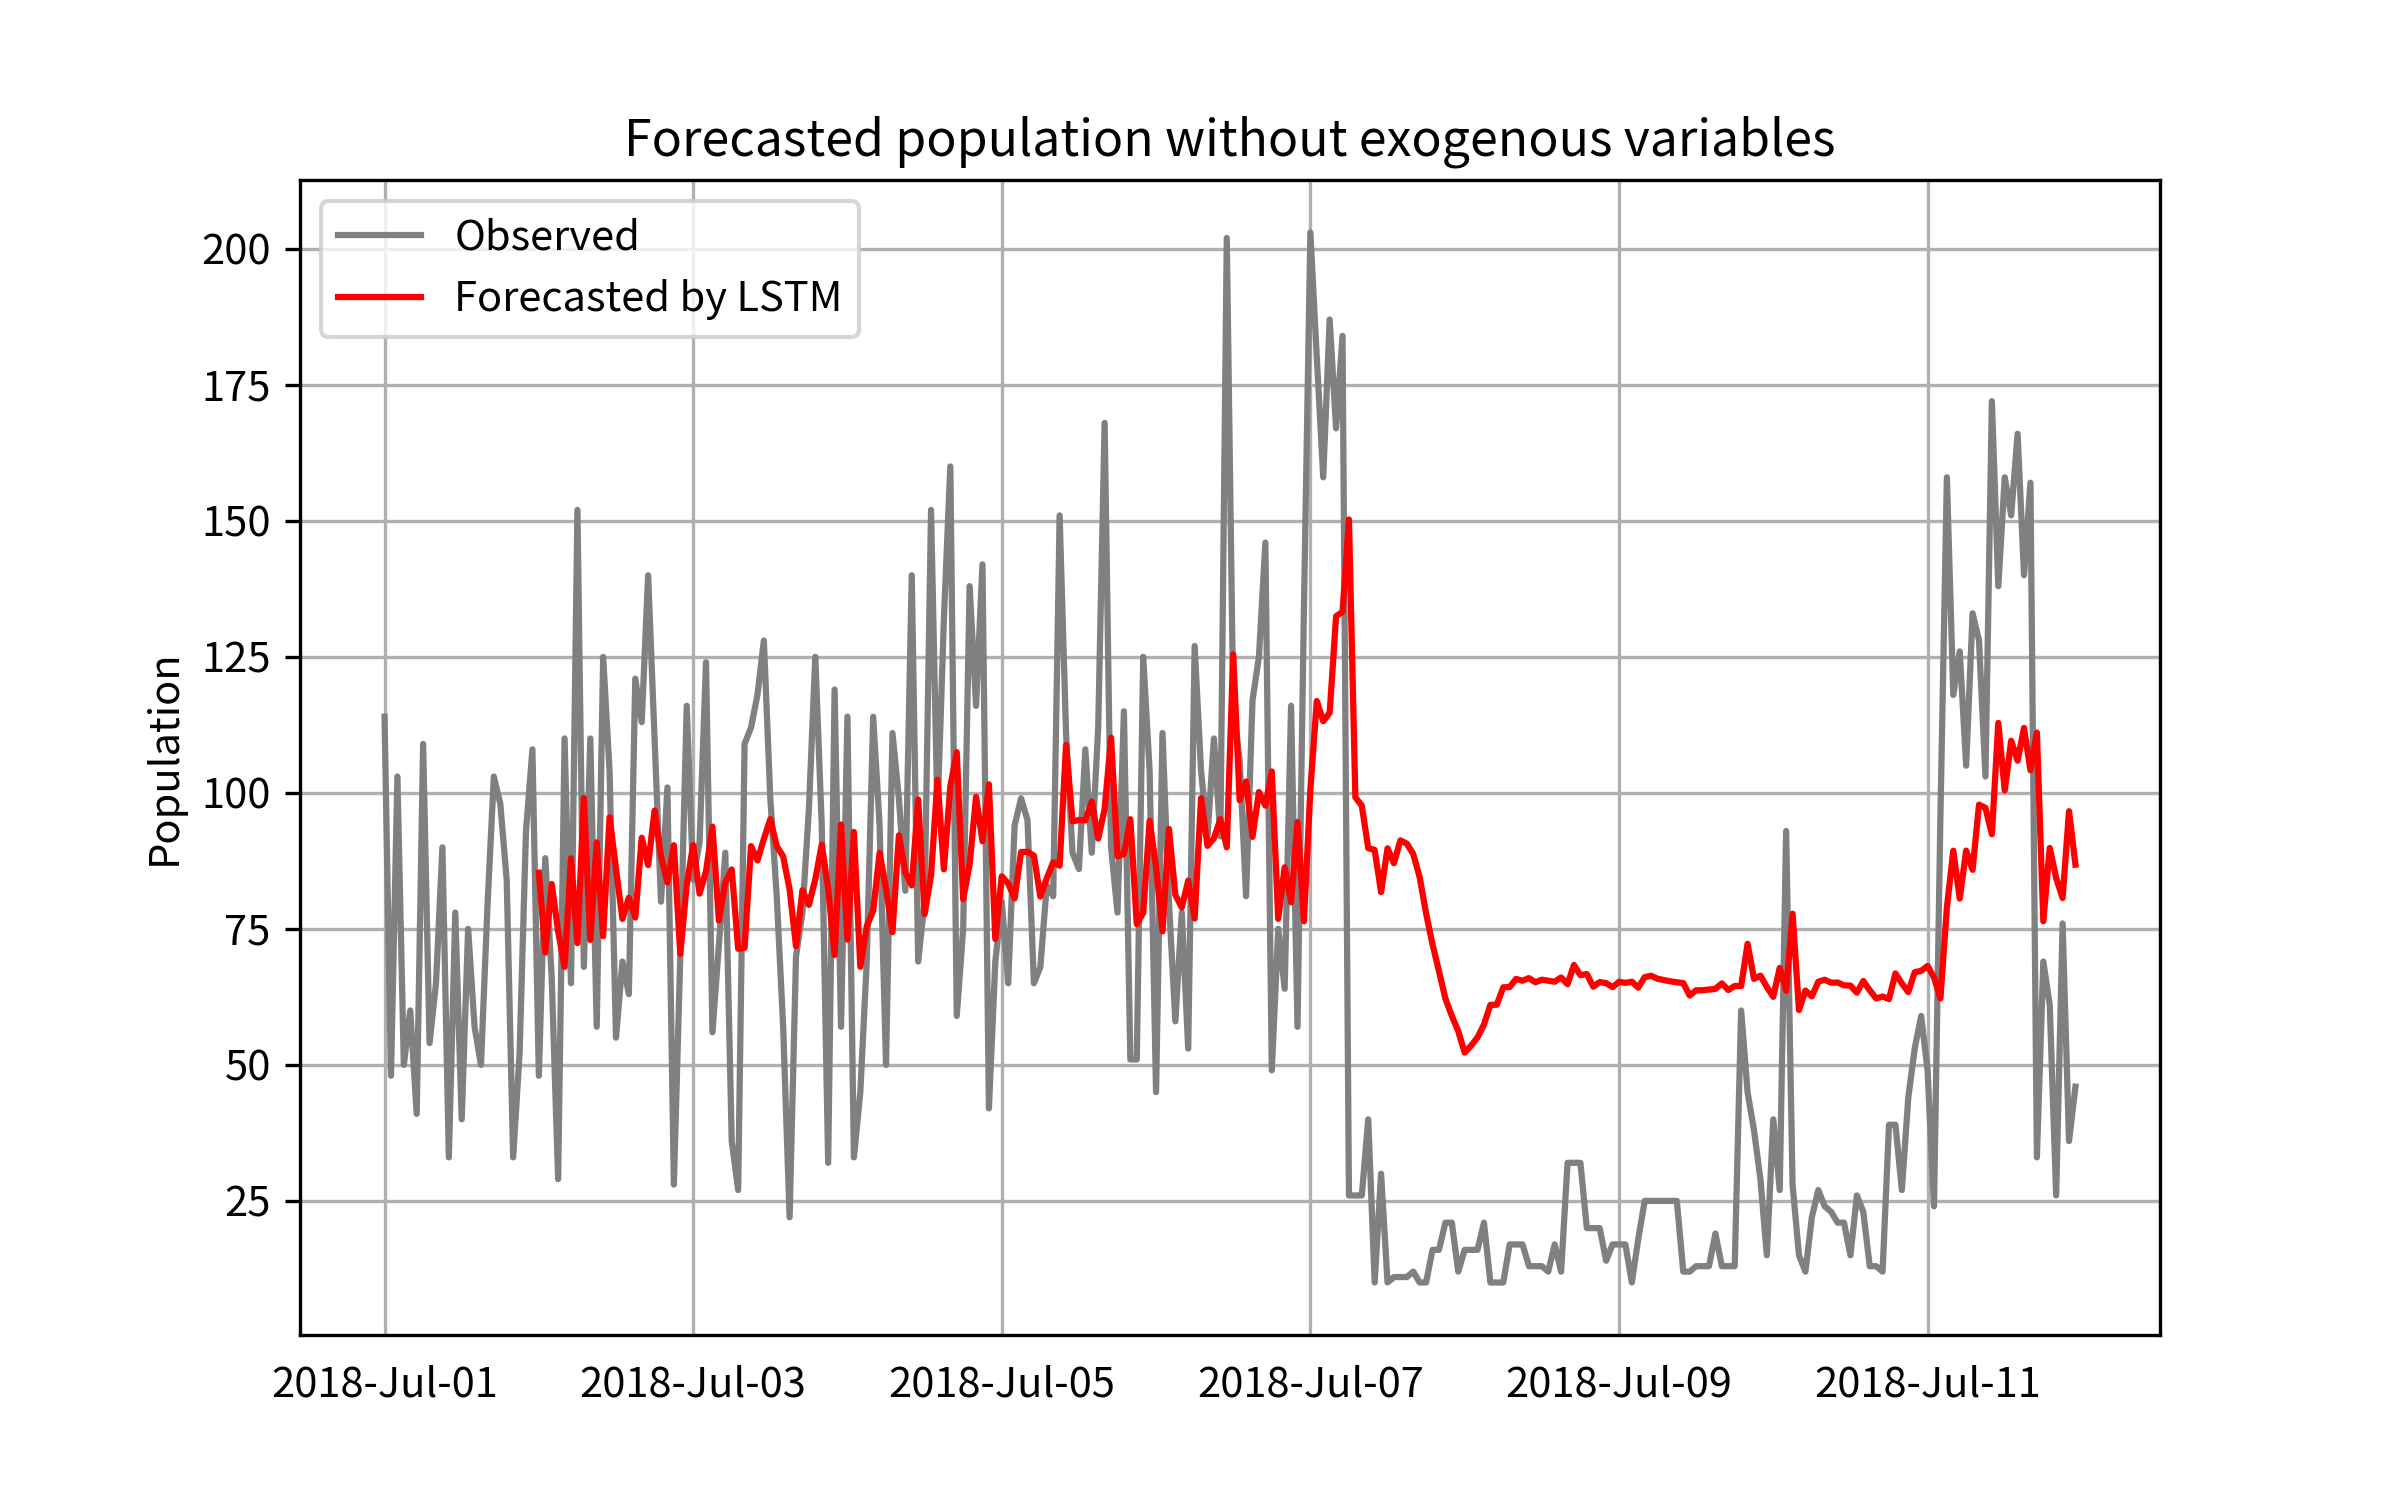 Forecasted population without exogenous variables
Observed
Forecasted by LSTM
200
175
150
125
100
75
50
25
Population
2018-Jul-01
2018-Jul-03
2018-Jul-05
2018-Jul-07
2018-Jul-09
2018-Jul-11